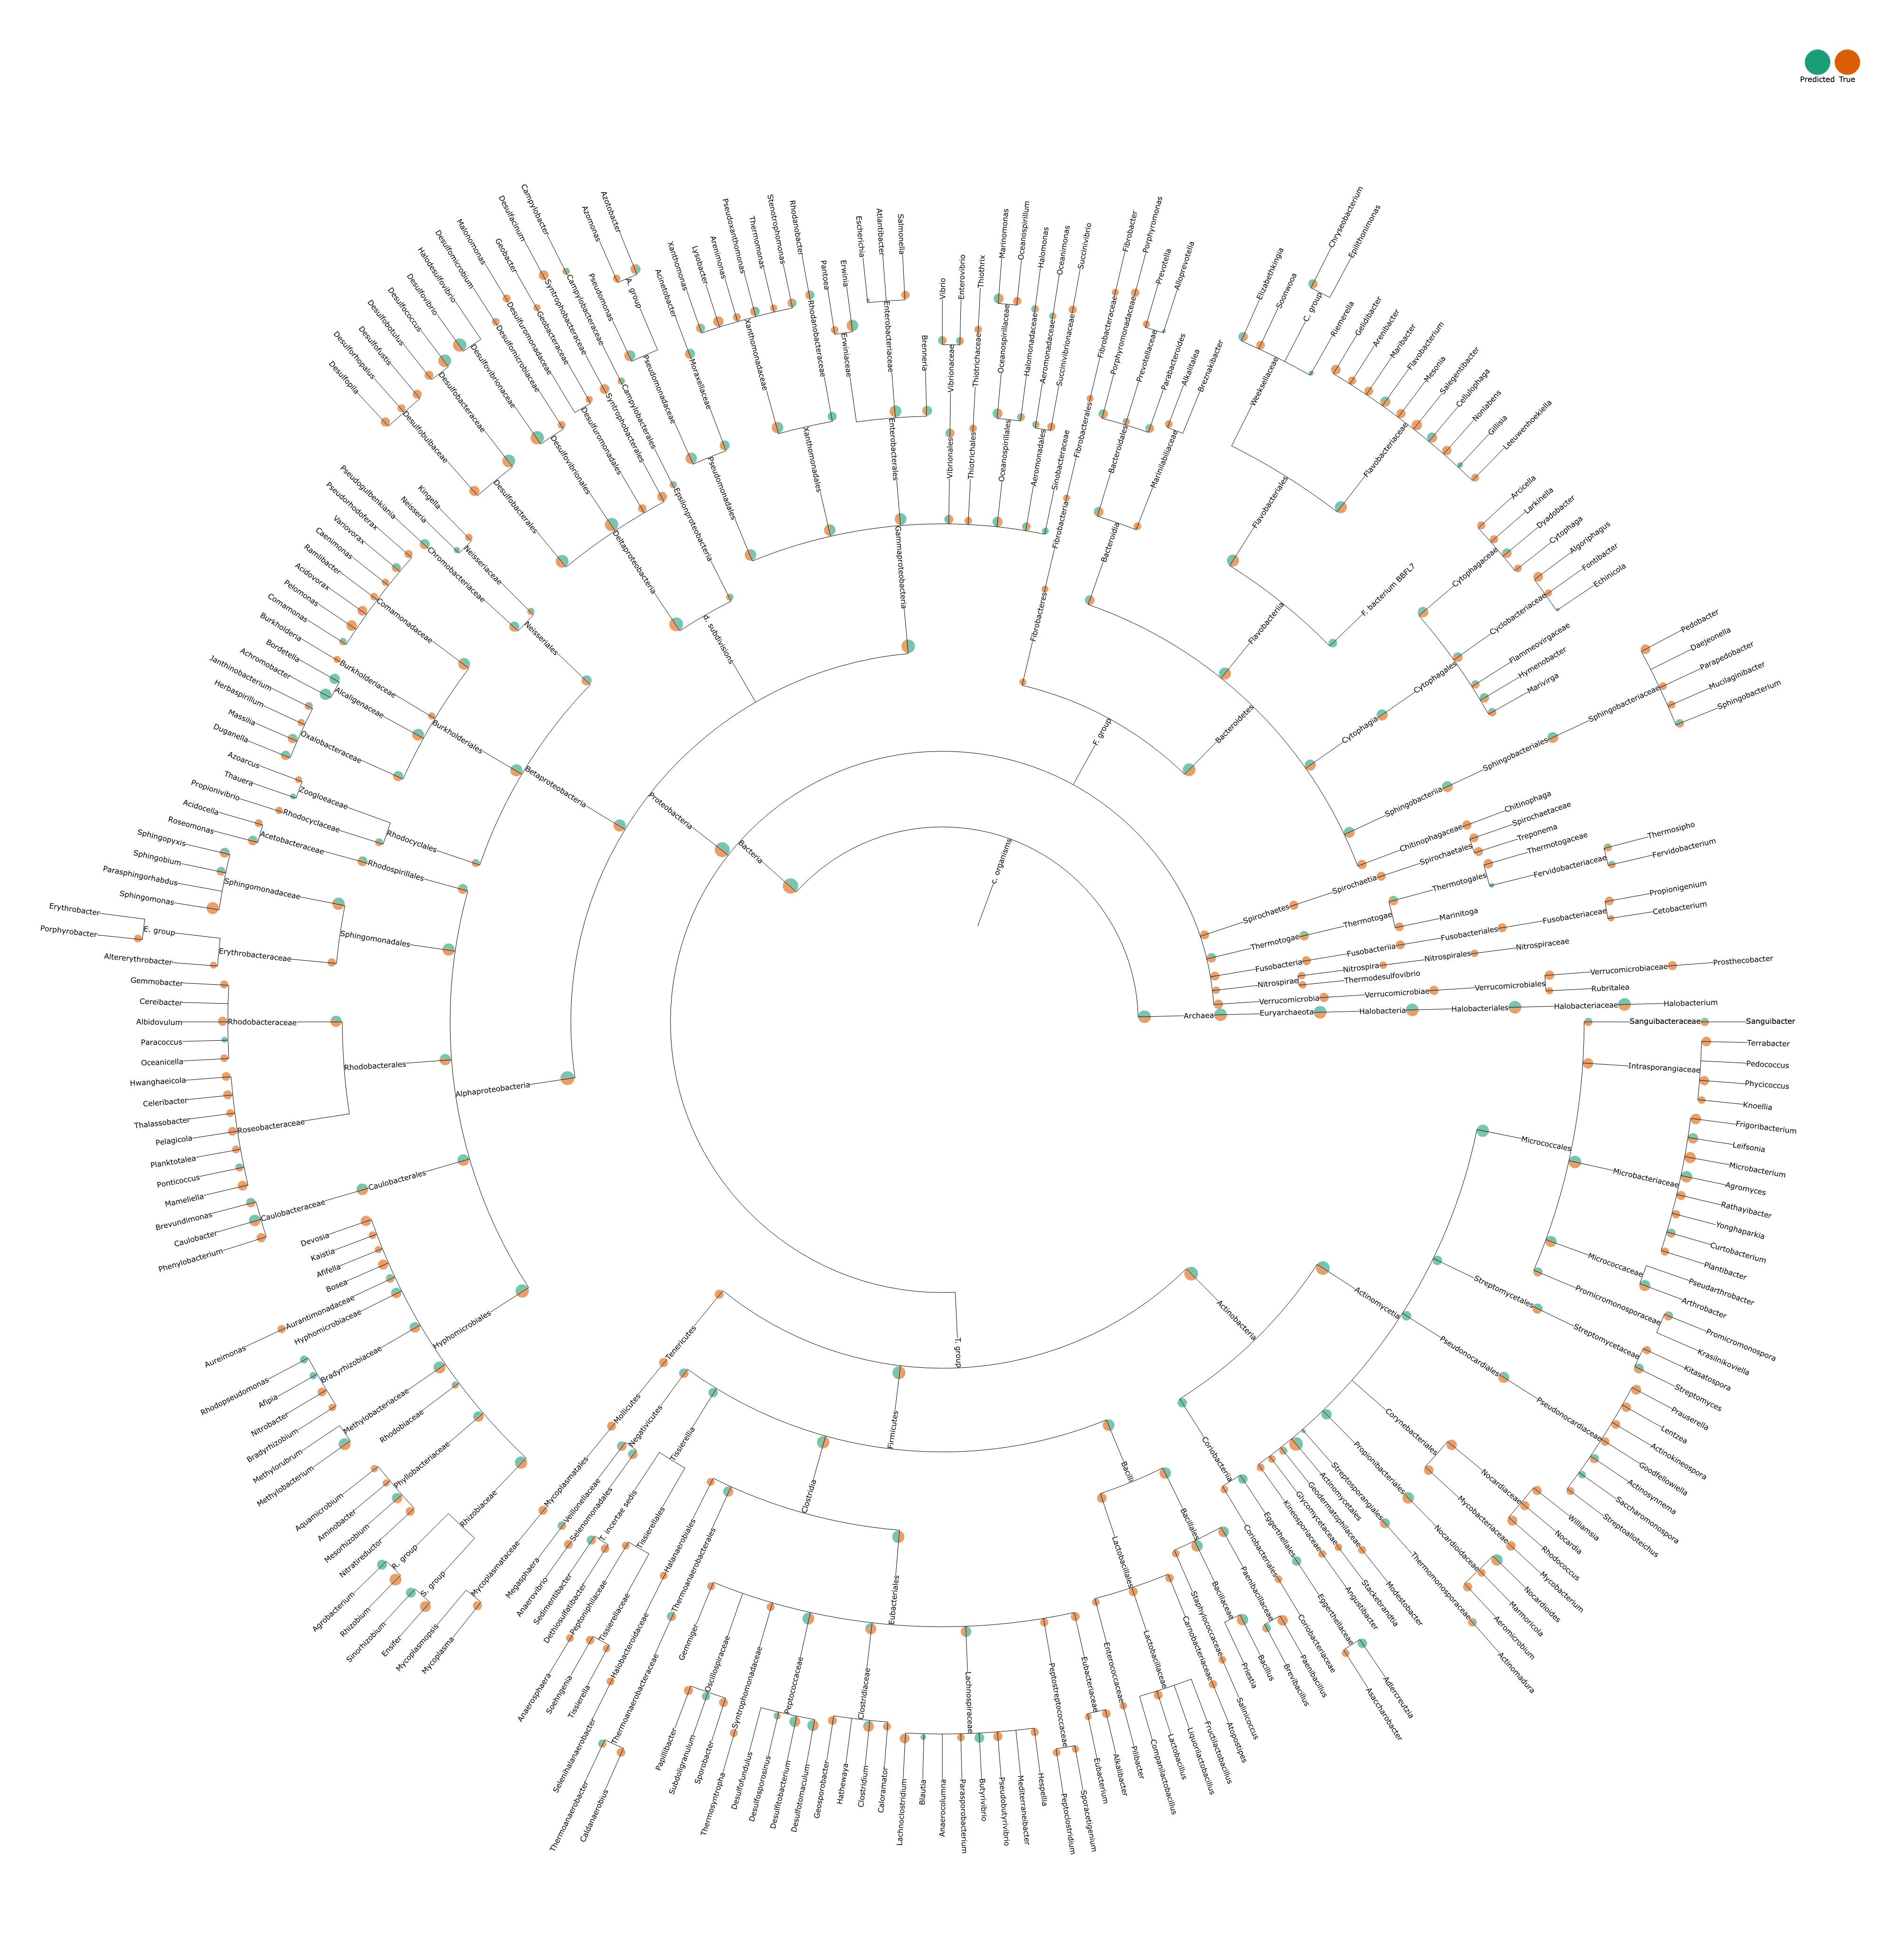 Predicted
True
c. organisms
Archaea
Euryarchaeota
Halobacteria
Halobacteriales
Halobacteriaceae
Halobacterium
Bacteria
Verrucomicrobia
Verrucomicrobiae
Verrucomicrobiales
Rubritalea
Verrucomicrobiaceae
Prosthecobacter
Nitrospirae
Thermodesulfovibrio
Nitrospira
Nitrospirales
Nitrospiraceae
Fusobacteria
Fusobacteriia
Fusobacteriales
Fusobacteriaceae
Cetobacterium
Propionigenium
Thermotogae
Thermotogae
Marinitoga
Thermotogales
Fervidobacteriaceae
Fervidobacterium
Thermosipho
Thermotogaceae
Spirochaetes
Spirochaetia
Spirochaetales
Treponema
Spirochaetaceae
F. group
Bacteroidetes
Chitinophagaceae
Chitinophaga
Sphingobacteriia
Sphingobacteriales
Sphingobacteriaceae
Sphingobacterium
Mucilaginibacter
Parapedobacter
Daejeonella
Pedobacter
Cytophagia
Cytophagales
Marivirga
Hymenobacter
Flammeovirgaceae
Cyclobacteriaceae
Echinicola
Fontibacter
Algoriphagus
Cytophagaceae
Cytophaga
Dyadobacter
Larkinella
Arcicella
Flavobacteriia
F. bacterium BBFL7
Flavobacteriales
Flavobacteriaceae
Leeuwenhoekiella
Gillisia
Nonlabens
Cellulophaga
Salegentibacter
Mesonia
Flavobacterium
Maribacter
Arenibacter
Gelidibacter
Weeksellaceae
Riemerella
C. group
Epilithonimonas
Chryseobacterium
Soonwooa
Elizabethkingia
Bacteroidia
Marinilabiliaceae
Breznakibacter
Alkalitalea
Bacteroidales
Parabacteroides
Prevotellaceae
Alloprevotella
Prevotella
Porphyromonadaceae
Porphyromonas
Fibrobacteres
Fibrobacteria
Fibrobacterales
Fibrobacteraceae
Fibrobacter
Proteobacteria
Gammaproteobacteria
Sinobacteraceae
Aeromonadales
Succinivibrionaceae
Succinivibrio
Aeromonadaceae
Oceanimonas
Oceanospirillales
Halomonadaceae
Halomonas
Oceanospirillaceae
Oceanospirillum
Marinomonas
Thiotrichales
Thiotrichaceae
Thiothrix
Vibrionales
Vibrionaceae
Enterovibrio
Vibrio
Enterobacterales
Brenneria
Enterobacteriaceae
Salmonella
Atlantibacter
Escherichia
Erwiniaceae
Erwinia
Pantoea
Xanthomonadales
Rhodanobacteraceae
Rhodanobacter
Xanthomonadaceae
Stenotrophomonas
Thermomonas
Pseudoxanthomonas
Arenimonas
Lysobacter
Xanthomonas
Pseudomonadales
Moraxellaceae
Acinetobacter
Pseudomonadaceae
A. group
Azotobacter
Azomonas
Pseudomonas
d. subdivisions
Epsilonproteobacteria
Campylobacterales
Campylobacteraceae
Campylobacter
Deltaproteobacteria
Syntrophobacterales
Syntrophobacteraceae
Desulfacinum
Desulfuromonadales
Geobacteraceae
Geobacter
Desulfuromonadaceae
Malonomonas
Desulfovibrionales
Desulfomicrobiaceae
Desulfomicrobium
Desulfovibrionaceae
Halodesulfovibrio
Desulfovibrio
Desulfobacterales
Desulfobacteraceae
Desulfococcus
Desulfobotulus
Desulfobulbaceae
Desulfofustis
Desulforhopalus
Desulfopila
Betaproteobacteria
Neisseriales
Neisseriaceae
Kingella
Neisseria
Chromobacteriaceae
Pseudogulbenkiania
Burkholderiales
Comamonadaceae
Pseudorhodoferax
Variovorax
Caenimonas
Ramlibacter
Acidovorax
Pelomonas
Comamonas
Burkholderiaceae
Burkholderia
Alcaligenaceae
Bordetella
Achromobacter
Oxalobacteraceae
Janthinobacterium
Herbaspirillum
Massilia
Duganella
Rhodocyclales
Zoogloeaceae
Azoarcus
Thauera
Rhodocyclaceae
Propionivibrio
Alphaproteobacteria
Rhodospirillales
Acetobacteraceae
Acidocella
Roseomonas
Sphingomonadales
Sphingomonadaceae
Sphingopyxis
Sphingobium
Parasphingorhabdus
Sphingomonas
Erythrobacteraceae
E. group
Erythrobacter
Porphyrobacter
Altererythrobacter
Rhodobacterales
Rhodobacteraceae
Gemmobacter
Cereibacter
Albidovulum
Paracoccus
Oceanicella
Roseobacteraceae
Hwanghaeicola
Celeribacter
Thalassobacter
Pelagicola
Planktotalea
Ponticoccus
Mameliella
Caulobacterales
Caulobacteraceae
Brevundimonas
Caulobacter
Phenylobacterium
Hyphomicrobiales
Devosia
Kaistia
Afifella
Bosea
Aurantimonadaceae
Aureimonas
Hyphomicrobiaceae
Bradyrhizobiaceae
Rhodopseudomonas
Afipia
Nitrobacter
Bradyrhizobium
Methylobacteriaceae
Methylorubrum
Methylobacterium
Rhodobiaceae
Phyllobacteriaceae
Aquamicrobium
Aminobacter
Mesorhizobium
Nitratireductor
Rhizobiaceae
R. group
Agrobacterium
Rhizobium
S. group
Sinorhizobium
Ensifer
T. group
Tenericutes
Mollicutes
Mycoplasmatales
Mycoplasmataceae
Mycoplasmopsis
Mycoplasma
Firmicutes
Negativicutes
Veillonellaceae
Megasphaera
Selenomonadales
Anaerovibrio
Tissierellia
T. incertae sedis
Sedimentibacter
Dethiosulfatibacter
Tissierellales
Peptoniphilaceae
Anaerosphaera
Tissierellaceae
Soehngenia
Tissierella
Clostridia
Halanaerobiales
Halobacteroidaceae
Selenihalanaerobacter
Thermoanaerobacterales
Thermoanaerobacteraceae
Thermoanaerobacter
Caldanaerobius
Eubacteriales
Gemmiger
Oscillospiraceae
Papillibacter
Subdoligranulum
Sporobacter
Syntrophomonadaceae
Thermosyntropha
Peptococcaceae
Desulfofundulus
Desulfosporosinus
Desulfitobacterium
Desulfotomaculum
Clostridiaceae
Geosporobacter
Hathewaya
Clostridium
Caloramator
Lachnospiraceae
Lachnoclostridium
Blautia
Anaerocolumna
Parasporobacterium
Butyrivibrio
Pseudobutyrivibrio
Mediterraneibacter
Hespellia
Peptostreptococcaceae
Peptoclostridium
Sporacetigenium
Eubacteriaceae
Eubacterium
Alkalibacter
Bacilli
Lactobacillales
Enterococcaceae
Pilibacter
Lactobacillaceae
Companilactobacillus
Lactobacillus
Liquorilactobacillus
Fructilactobacillus
Carnobacteriaceae
Atopostipes
Bacillales
Staphylococcaceae
Salinicoccus
Bacillaceae
Priestia
Bacillus
Paenibacillaceae
Brevibacillus
Paenibacillus
Actinobacteria
Coriobacteriia
Coriobacteriales
Coriobacteriaceae
Eggerthellales
Eggerthellaceae
Asaccharobacter
Adlercreutzia
Actinomycetia
Kineosporiaceae
Angustibacter
Glycomycetaceae
Stackebrandtia
Geodermatophilaceae
Modestobacter
Actinomycetales
Streptosporangiales
Thermomonosporaceae
Actinomadura
Propionibacteriales
Nocardioidaceae
Aeromicrobium
Marmoricola
Nocardioides
Corynebacteriales
Mycobacteriaceae
Mycobacterium
Nocardiaceae
Rhodococcus
Nocardia
Williamsia
Pseudonocardiales
Pseudonocardiaceae
Streptoalloteichus
Saccharomonospora
Actinosynnema
Goodfellowiella
Actinokineospora
Lentzea
Prauserella
Streptomycetales
Streptomycetaceae
Streptomyces
Kitasatospora
Micrococcales
Promicromonosporaceae
Krasilnikoviella
Promicromonospora
Micrococcaceae
Arthrobacter
Pseudarthrobacter
Microbacteriaceae
Plantibacter
Curtobacterium
Yonghaparkia
Rathayibacter
Agromyces
Microbacterium
Leifsonia
Frigoribacterium
Intrasporangiaceae
Knoellia
Phycicoccus
Pedococcus
Terrabacter
Sanguibacteraceae
Sanguibacter